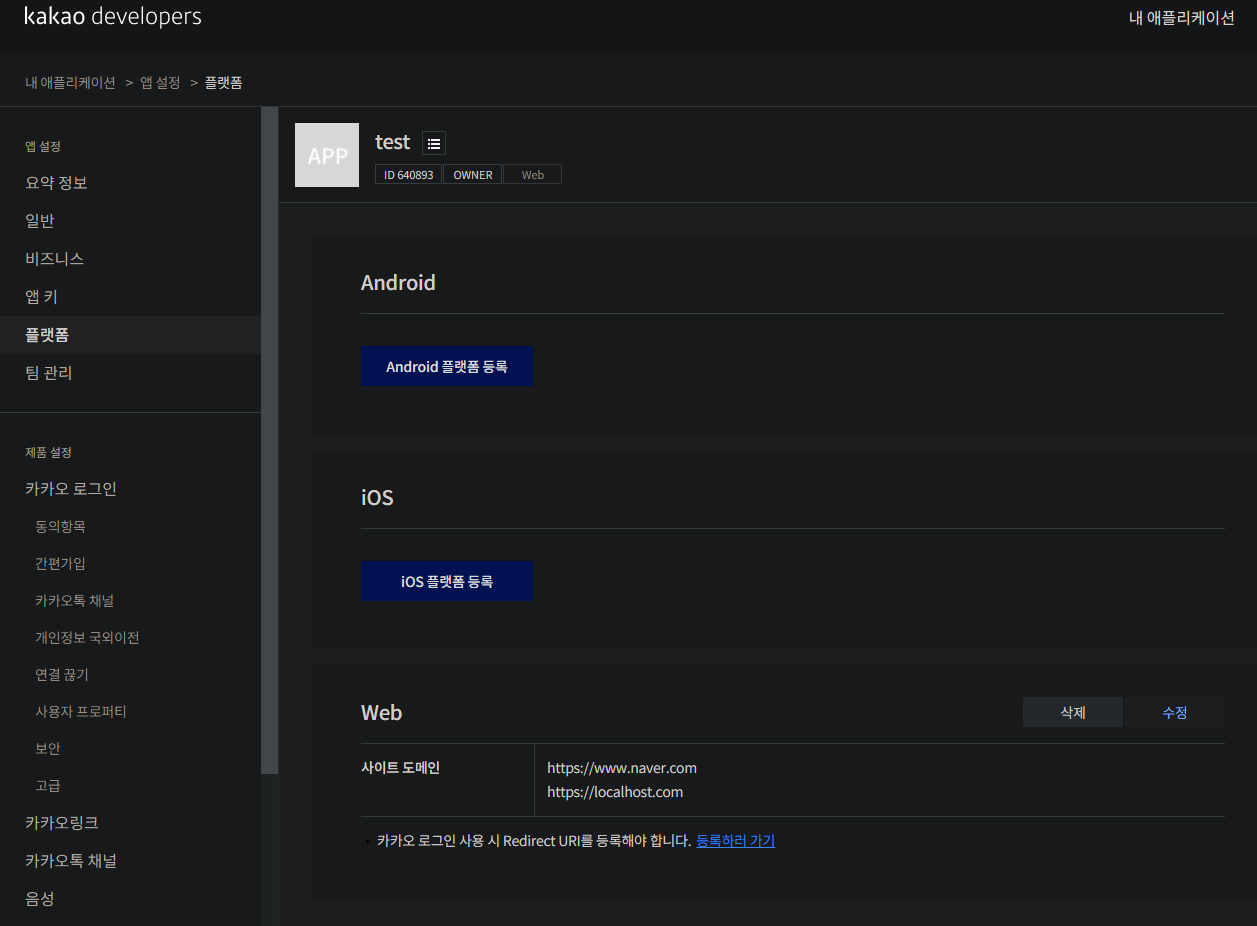 kakao developers
내 애플리케이션
내 애플리케이션 > 앱 설정 > 플랫폼
앱 설정
요약 정보
일반
비즈니스
앱 키
플랫폼
팀 관리
제품 설정
카카오 로그인
동의항목
간편가입
카카오톡 채널
개인정보 국외이전
연결 끊기
사용자 프로퍼티
보안
고급
카카오링크
카카오톡 채널
음성
APP
test
ID 640893 OWNER Web
Android
Android 플랫폼 등록
iOS
iOS 플랫폼 등록
Web
삭제 수정
사이트 도메인
https://www.naver.com
https://localhost.com
· 카카오 로그인 사용 시 Redirect URI를 등록해야 합니다. 등록하러 가기